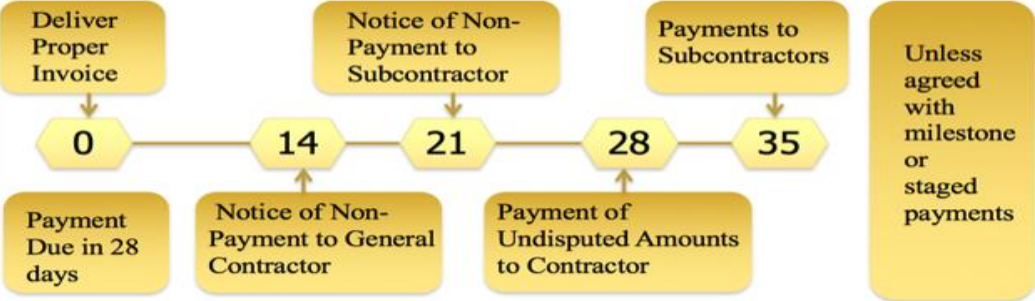 Deliver
Proper
Invoice
Notice of Non-
Payment to
Subcontractor
Payments to
Subcontractors
0
14
21
28
35
Payment
Due in 28
days
Notice of Non-
Payment to General
Contractor
Payment of
Undisputed Amounts
to Contractor
Unless
agreed
with
milestone
or
staged
payments